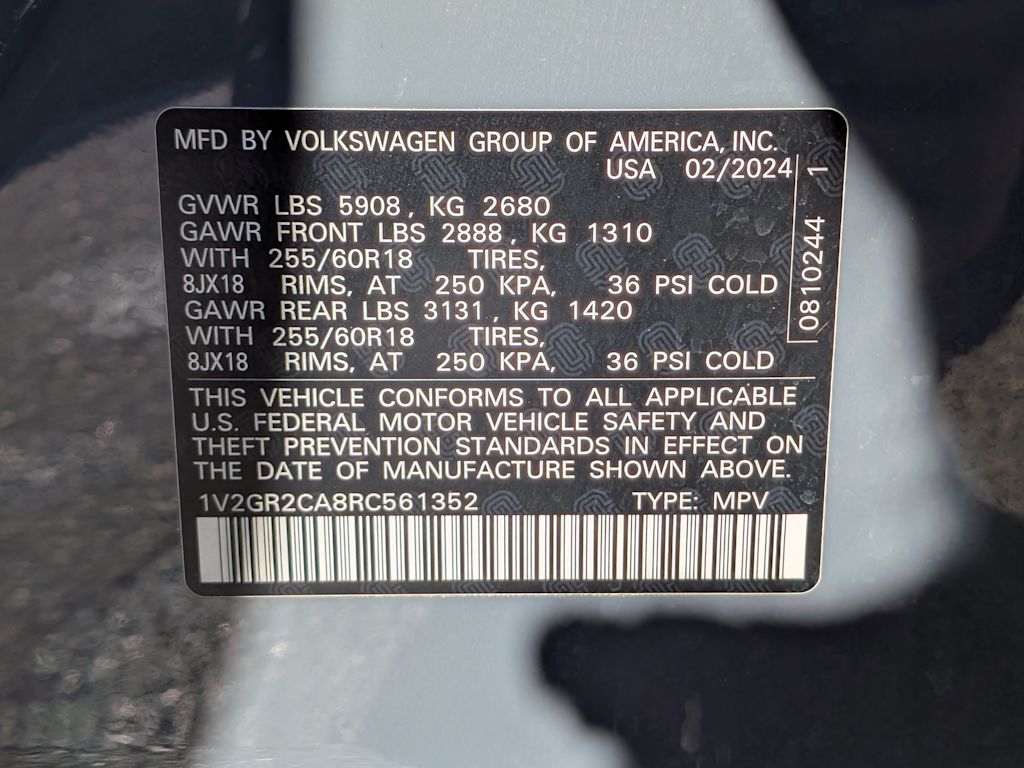 MFD BY VOLKSWAGEN GROUP OF AMERICA, INC.
USA 02/2024
GVWR LBS 5908, KG 2680
GAWR FRONT LBS 2888, KG 1310
WITH 255/60R18 TIRES,
8JX18 RIMS, AT 250 KPA, 36 PSI COLD
GAWR REAR LBS 3131, KG 1420
WITH 255/60R18 TIRES,
8JX18 RIMS, AT 250 KPA, 36 PSI COLD
0810244 1
THIS VEHICLE CONFORMS TO ALL APPLICABLE
U.S. FEDERAL MOTOR VEHICLE SAFETY AND
THEFT PREVENTION STANDARDS IN EFFECT ON
THE DATE OF MANUFACTURE SHOWN ABOVE.
1V2GR2CA8RC561352 TYPE: MPV